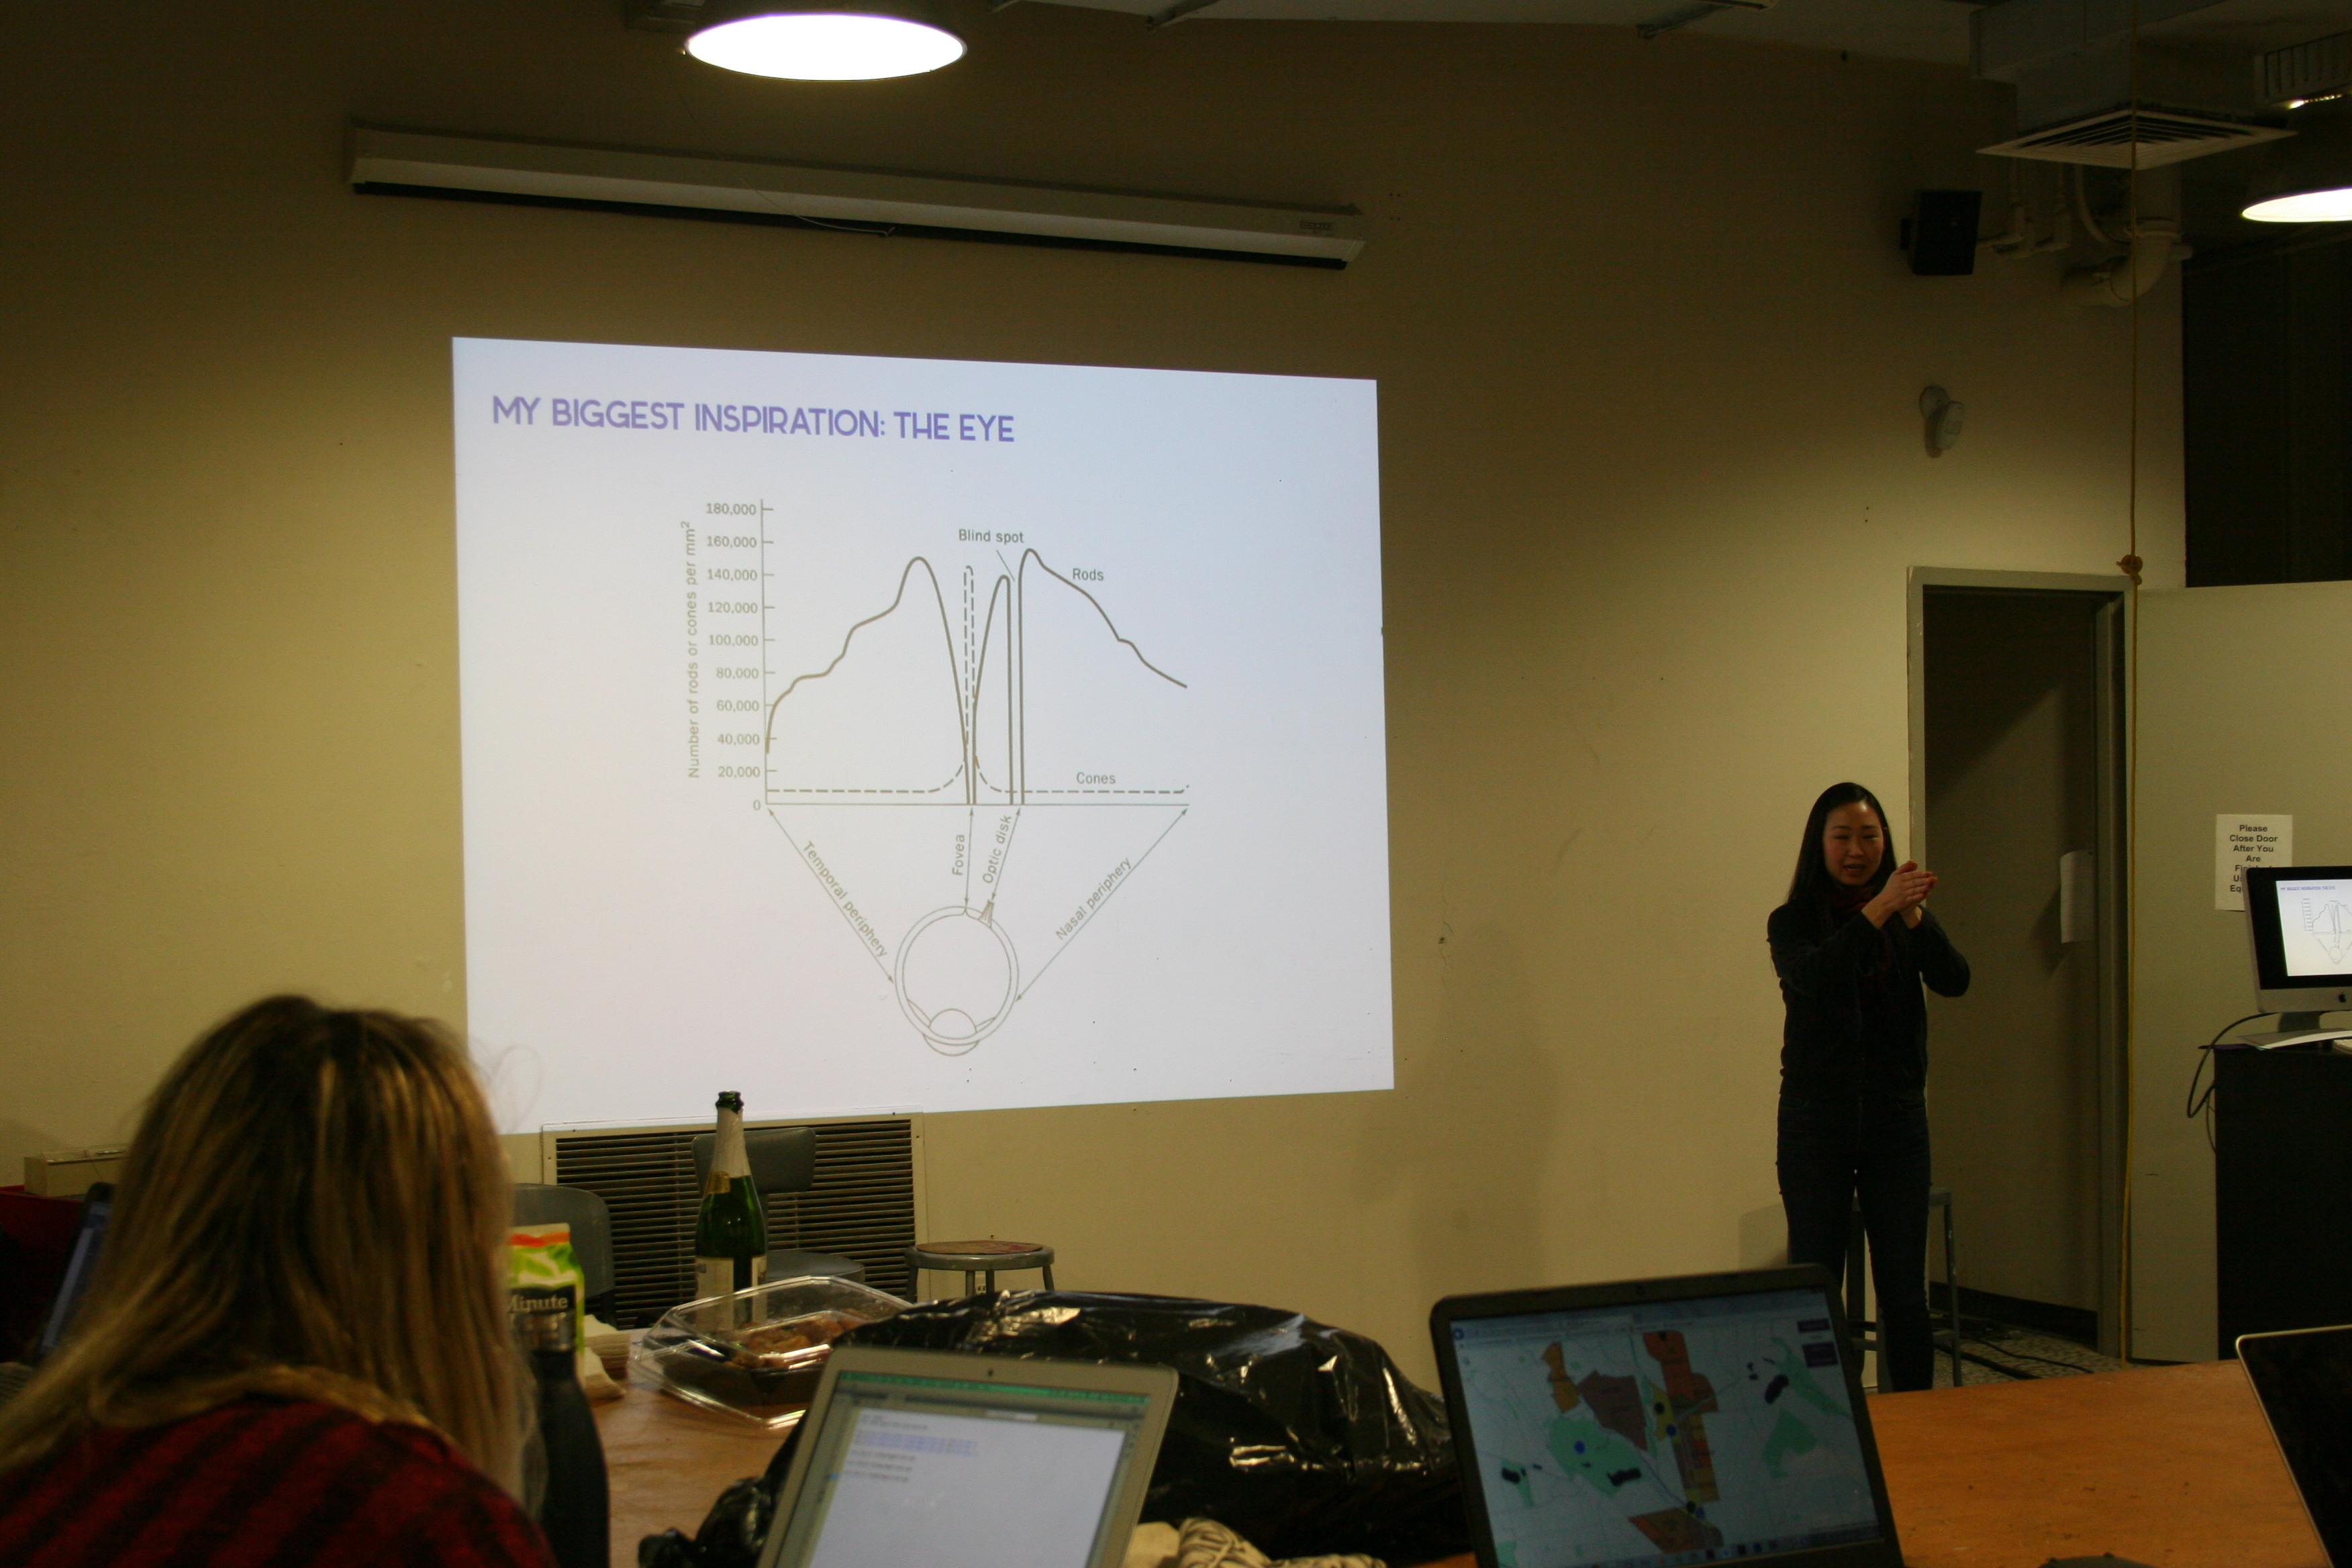 MY BIGGEST INSPIRATION: THE EYE
Number of rods or cones per mm²
180,000
160,000
140,000
120,000
100,000
80,000
60,000
40,000
20,000
0
Blind spot
Rods
Cones
Temporal periphery
Fovea
Optic disk
Nasal periphery
Please
Close Door
After You
Are
Minute